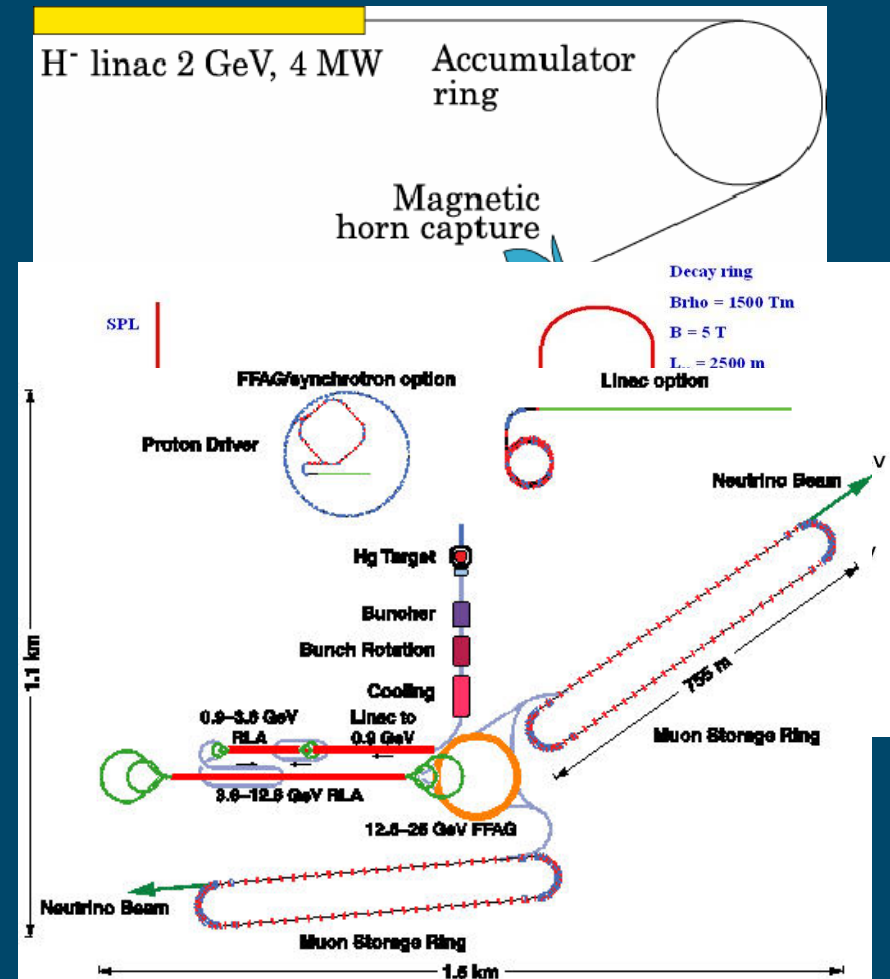 H⁻ linac 2 GeV, 4 MW
Accumulator
ring
Magnetic
horn capture
Decay ring
Brho = 1500 Tm
B = 5 T
SPL
= 2500 m
FFAG/synchrotron option
Linac option
Proton Driver
Neutrino Beam
Hg Target
Buncher
1.1 km
Bunch Rotation
755 m
Cooling
0.9–3.6 GeV
RLA
Linac to
0.9 GeV
Muon Storage Ring
3.6–12.6 GeV RLA
12.6–25 GeV FFAG
Neutrino Beam
Muon Storage Ring
1.5 km